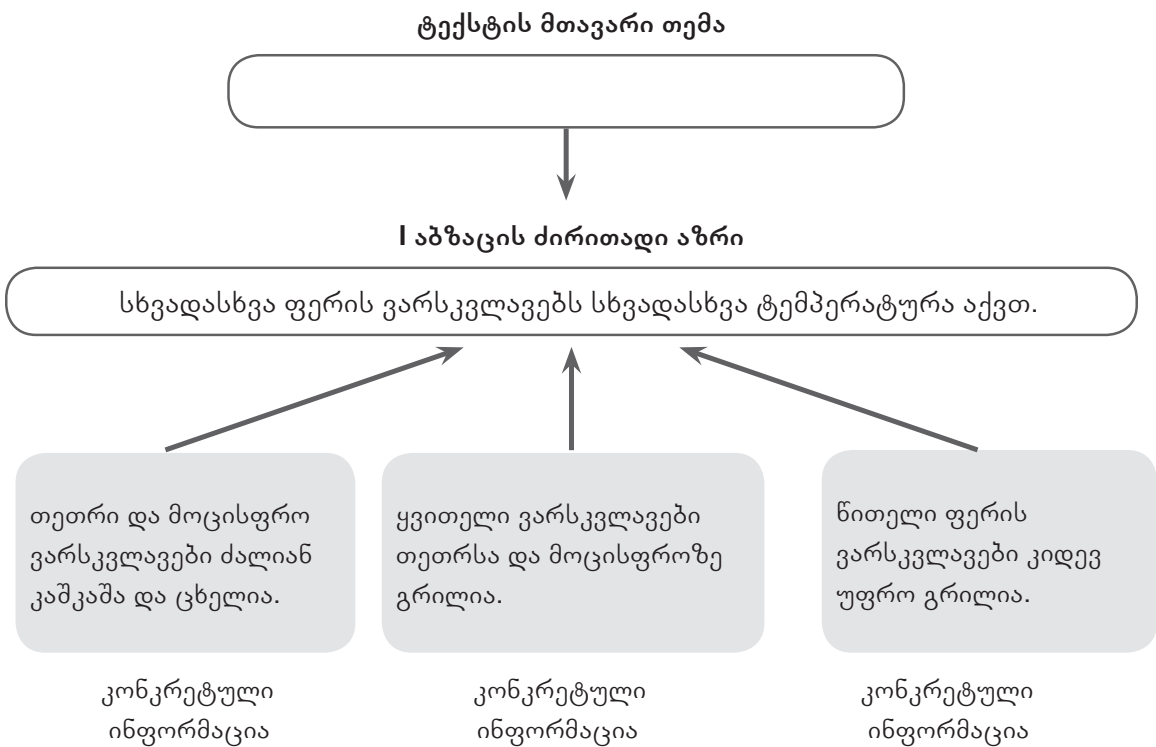 ტექსტის მთავარი თემა
I აბზაცის ძირითადი აზრი
სხვადასხვა ფერის ვარსკვლავებს სხვადასხვა ტემპერატურა აქვთ.
თეთრი და მოცისფრო
ვარსკვლავები ძალიან
კაშკაშა და ცხელია.
ყვითელი ვარსკვლავები
თეთრსა და მოცისფროზე
გრილია.
წითელი ფერის
ვარსკვლავები კიდევ
უფრო გრილია.
კონკრეტული
ინფორმაცია
კონკრეტული
ინფორმაცია
კონკრეტული
ინფორმაცია